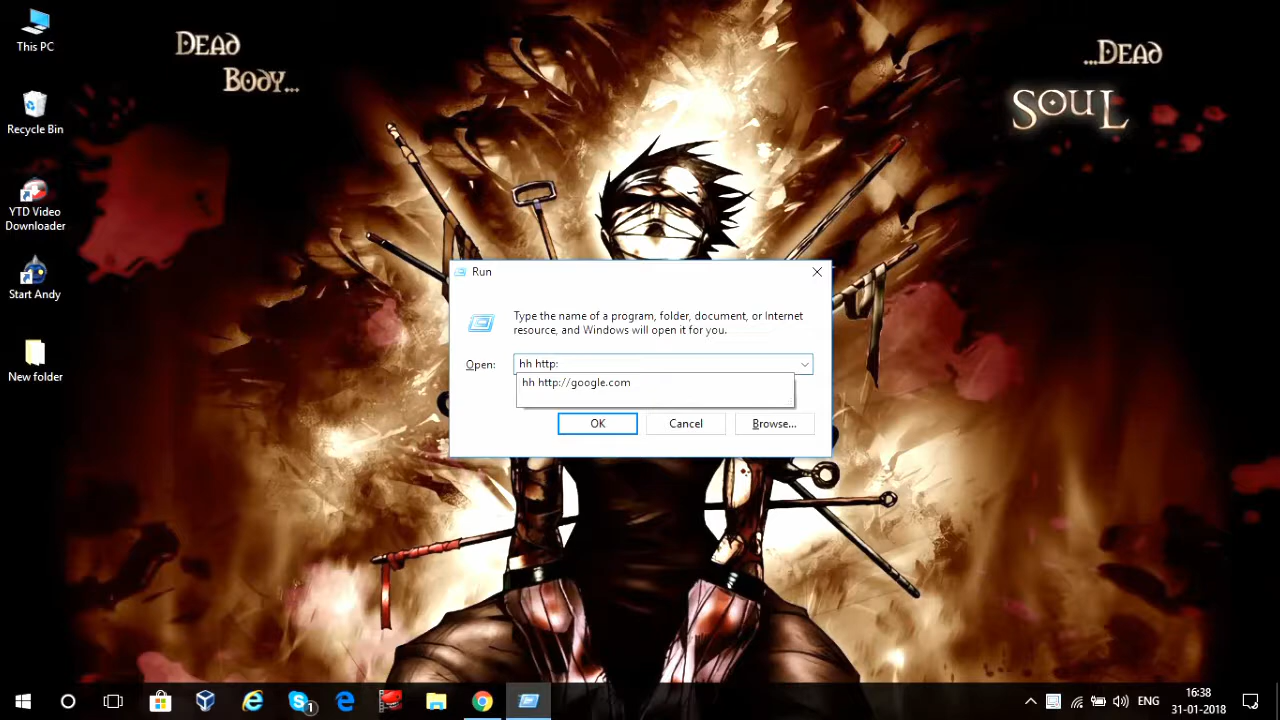 This PC
Recycle Bin
YTD Video
Downloader
Start Andy
New folder
Dead
Body...
...Dead
Soul
Run
Type the name of a program, folder, document, or Internet
resource, and Windows will open it for you.
Open:
hh http:
hh http://google.com
OK
Cancel
Browse...
1
ENG
16:38
31-01-2018